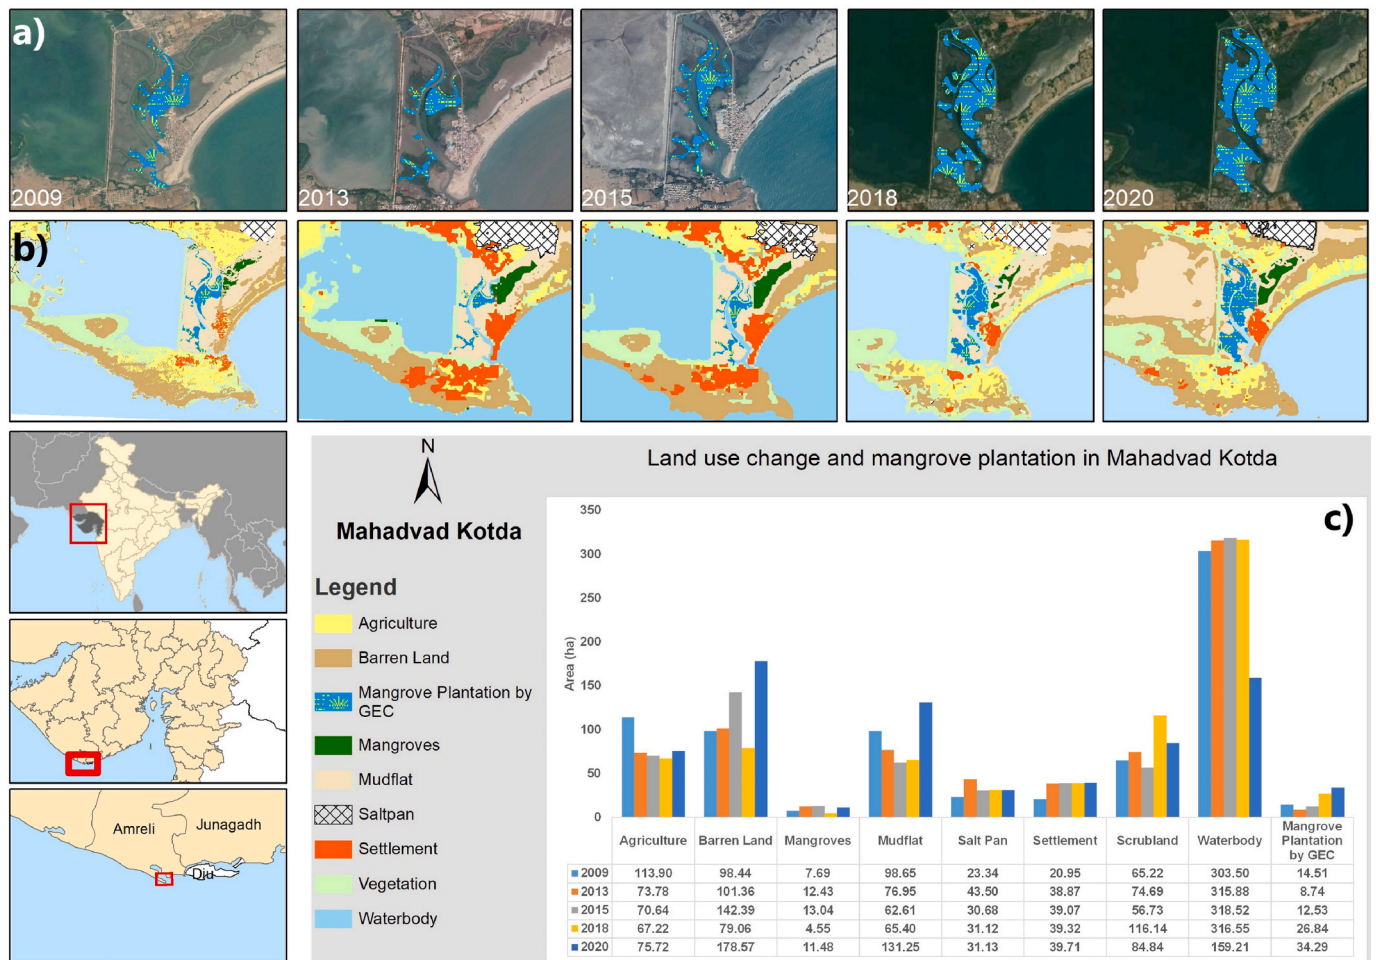 a)
2009
2013
2015
2018
2020
b)
N
Mahadvad Kotda
Legend
Agriculture
Barren Land
Mangrove Plantation by
GEC
Mangroves
Mudflat
Saltpan
Settlement
Vegetation
Waterbody
Amreli
Junagadh
Diu
Land use change and mangrove plantation in Mahadvad Kotda
c)
Area (ha)
350
300
250
200
150
100
50
0
Agriculture Barren Land Mangroves Mudflat Salt Pan Settlement Scrubland Waterbody Mangrove Plantation by GEC
2009 113.90 98.44 7.69 98.65 23.34 20.95 65.22 303.50 14.51
2013 73.78 101.36 12.43 76.95 43.50 38.87 74.69 315.88 8.74
2015 70.64 142.39 13.04 62.61 30.68 39.07 56.73 318.52 12.53
2018 67.22 79.06 4.55 65.40 31.12 39.32 116.14 316.55 26.84
2020 75.72 178.57 11.48 131.25 31.13 39.71 84.84 159.21 34.29